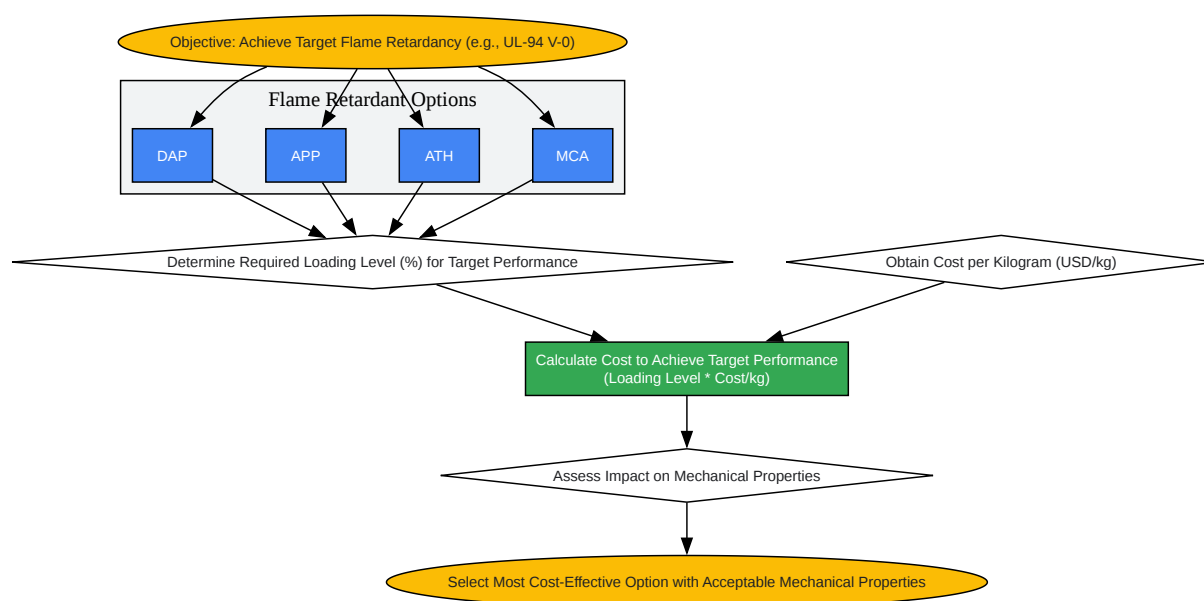 Objective: Achieve Target Flame Retardancy (e.g., UL-94 V-0)
Flame Retardant Options
DAP
APP
ATH
MCA
Determine Required Loading Level (%) for Target Performance
Obtain Cost per Kilogram (USD/kg)
Calculate Cost to Achieve Target Performance
(Loading Level * Cost/kg)
Assess Impact on Mechanical Properties
Select Most Cost-Effective Option with Acceptable Mechanical Properties